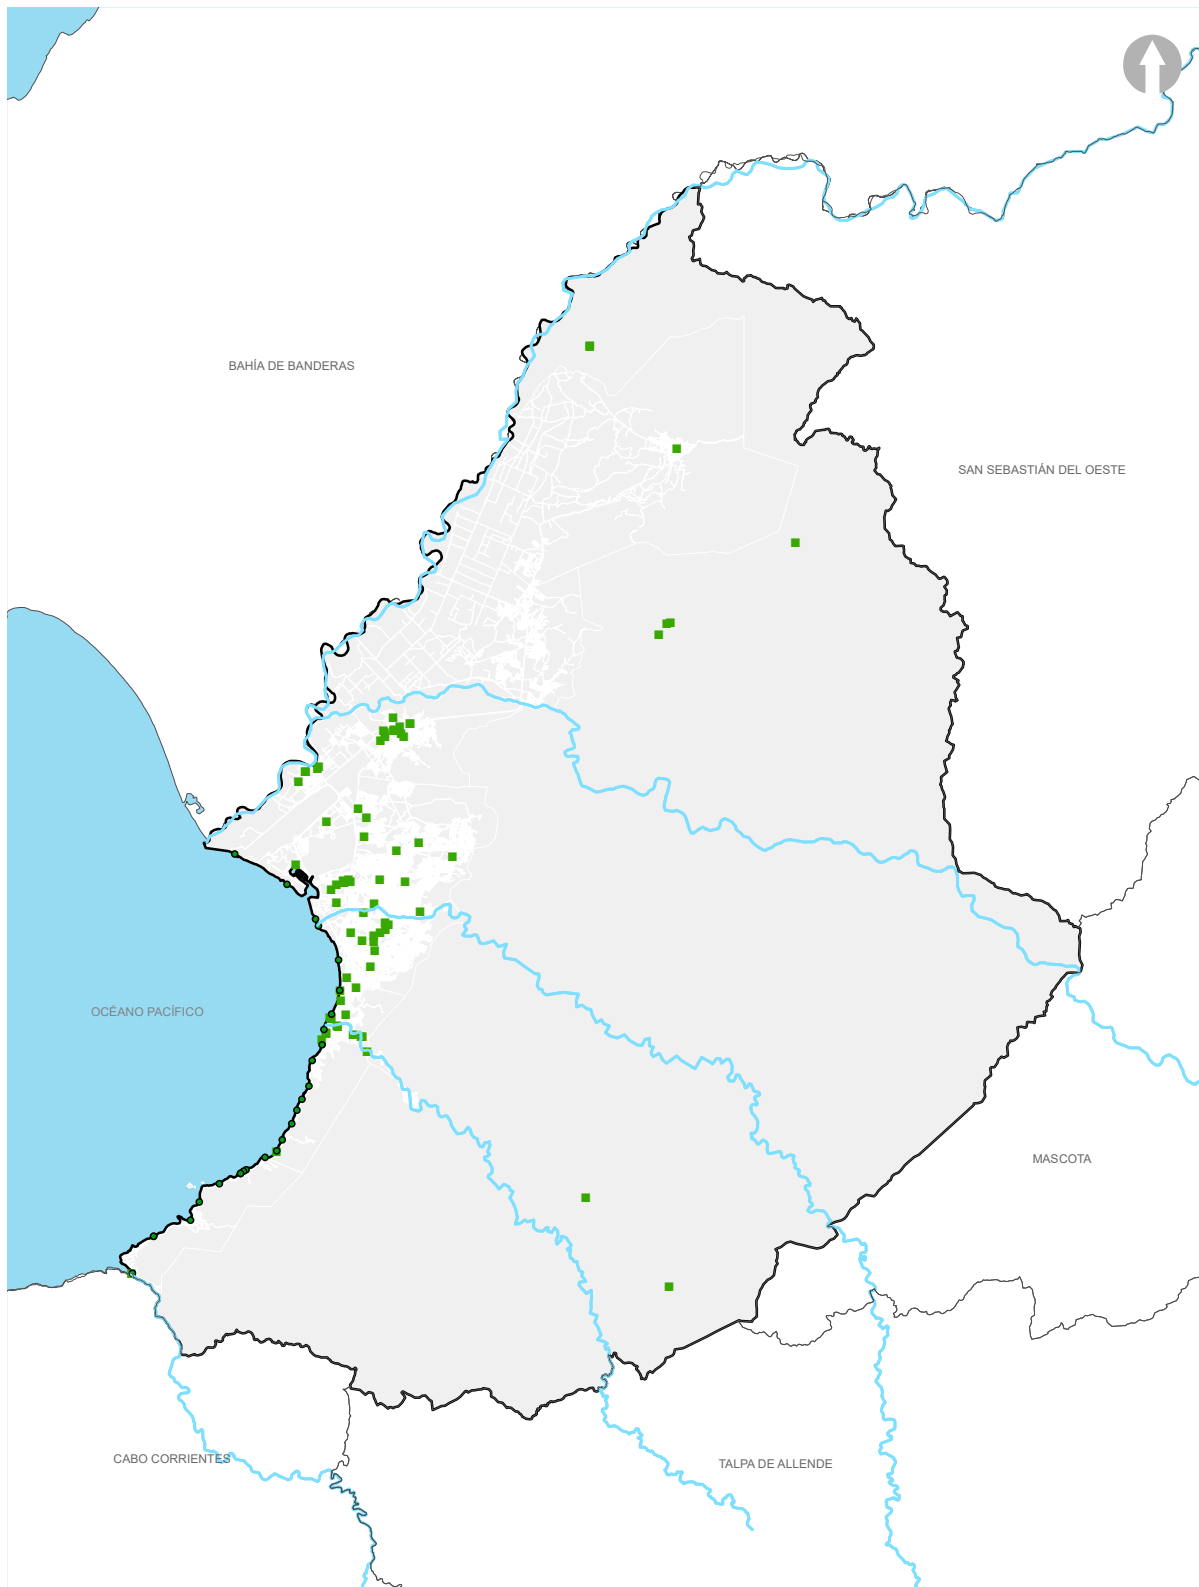 BAHÍA DE BANDERAS
SAN SEBASTIÁN DEL OESTE
OCÉANO PACÍFICO
MASCOTA
CABO CORRIENTES
TALPA DE ALLENDE